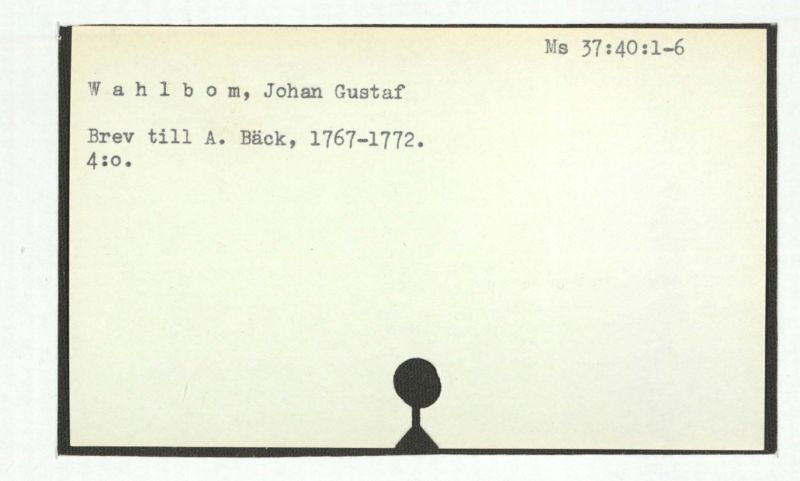 Ms 37:40:1-6
W a h l b o m, Johan Gustaf
Brev till A. Bäck, 1767-1772.
4:o.